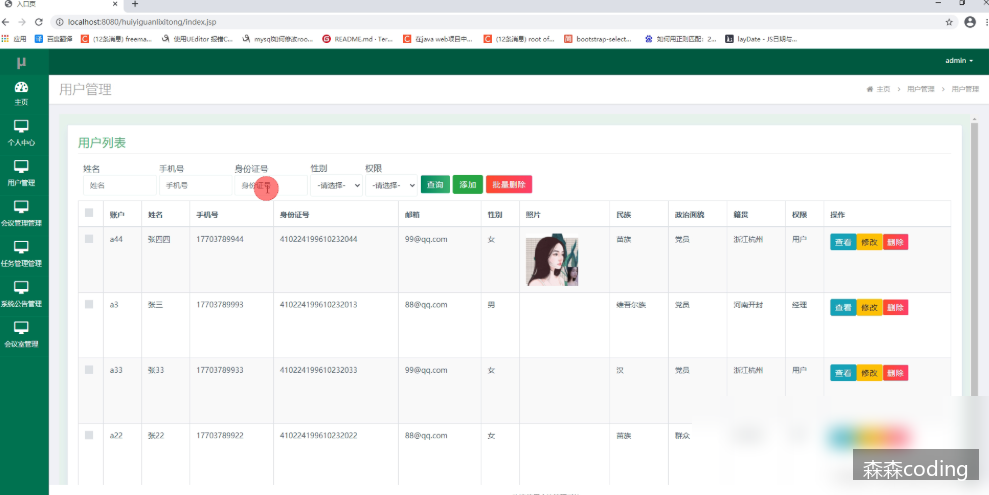 入口页
localhost:8080/huiyiguanlixitong/index.jsp
应用 百度翻译 (12条消息) freema... 使用UEditor 报错C... mysql如何修改roo... README.md · Ter... 在java web项目中... (12条消息) root of... bootstrap-select... 如何用正则匹配：2... layDate - JS日期与...
μ admin
用户管理 主页 > 用户管理 > 用户管理
主页
个人中心
用户管理
会议管理管理
任务管理管理
系统公告管理
会议室管理
用户列表
姓名 手机号 身份证号 性别 权限
姓名 手机号 身份证号 -请选择- -请选择- 查询 添加 批量删除
账户 姓名 手机号 身份证号 邮箱 性别 照片 民族 政治面貌 籍贯 权限 操作
a44 张四四 17703789944 410224199610232044 99@qq.com 女 苗族 党员 浙江杭州 用户 查看 修改 删除
a3 张三 17703789993 410224199610232013 88@qq.com 男 维吾尔族 党员 河南开封 经理 查看 修改 删除
a33 张33 17703789933 410224199610232033 99@qq.com 女 汉 党员 浙江杭州 用户 查看 修改 删除
a22 张22 17703789922 410224199610232022 88@qq.com 女 苗族 群众
森森coding